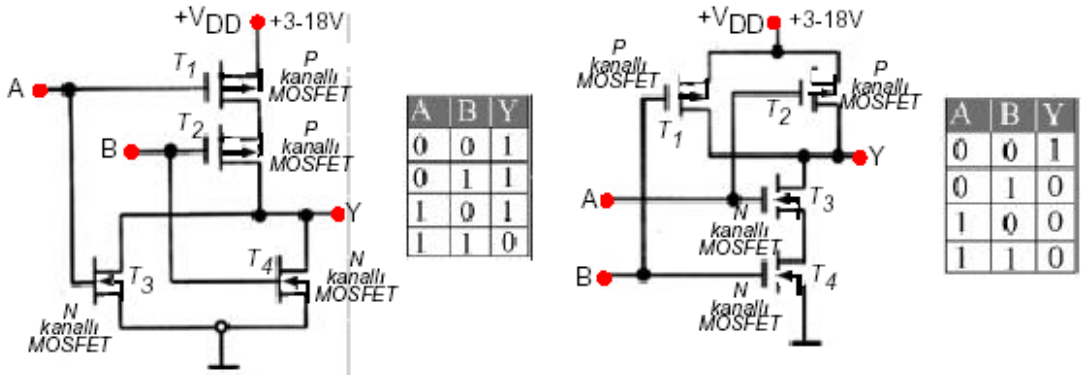 +VDD +3-18V
A
T1
P
kanallı
MOSFET
T2
P
kanallı
MOSFET
B
Y
T3
N
kanallı
MOSFET
T4
N
kanallı
MOSFET
A B Y
0 0 1
0 1 1
1 0 1
1 1 0
+VDD +3-18V
P
kanallı
MOSFET
T1
P
kanallı
MOSFET
T2
Y
A
T3
N
kanallı
MOSFET
B
T4
N
kanallı
MOSFET
A B Y
0 0 1
0 1 0
1 0 0
1 1 0